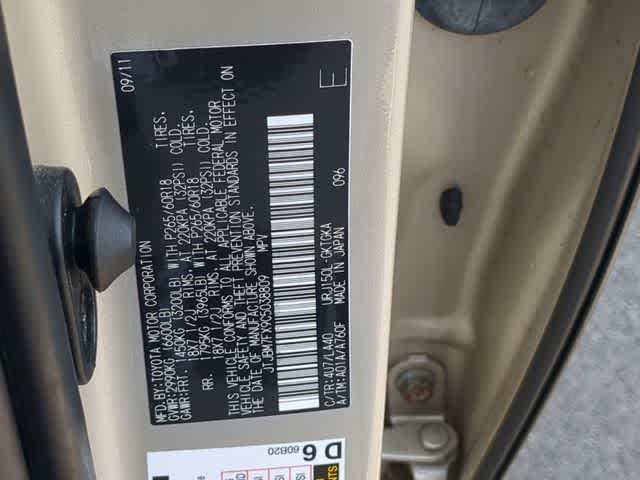 MFD.BY:TOYOTA MOTOR CORPORATION 09/11
GVWR:2990KG (6600LB)
GAWR:FRT. 1450KG (3200LB) WITH P265/60R18 TIRES,
18X7 1/2J RIMS, AT 220KPA (32PSI) COLD.
RR. 1795KG (3965LB) WITH P265/60R18 TIRES,
18X7 1/2J RIMS, AT 220KPA (32PSI) COLD.
THIS VEHICLE CONFORMS TO ALL APPLICABLE FEDERAL MOTOR
VEHICLE SAFETY AND THEFT PREVENTION STANDARDS IN EFFECT ON
THE DATE OF MANUFACTURE SHOWN ABOVE.
JTJBM7FXXC5038809 MPV
E
C/TR:4U7/LA40 URJ150L-GKTGKA 096
A/TM:A01A/A760F MADE IN JAPAN
D 6
60B20